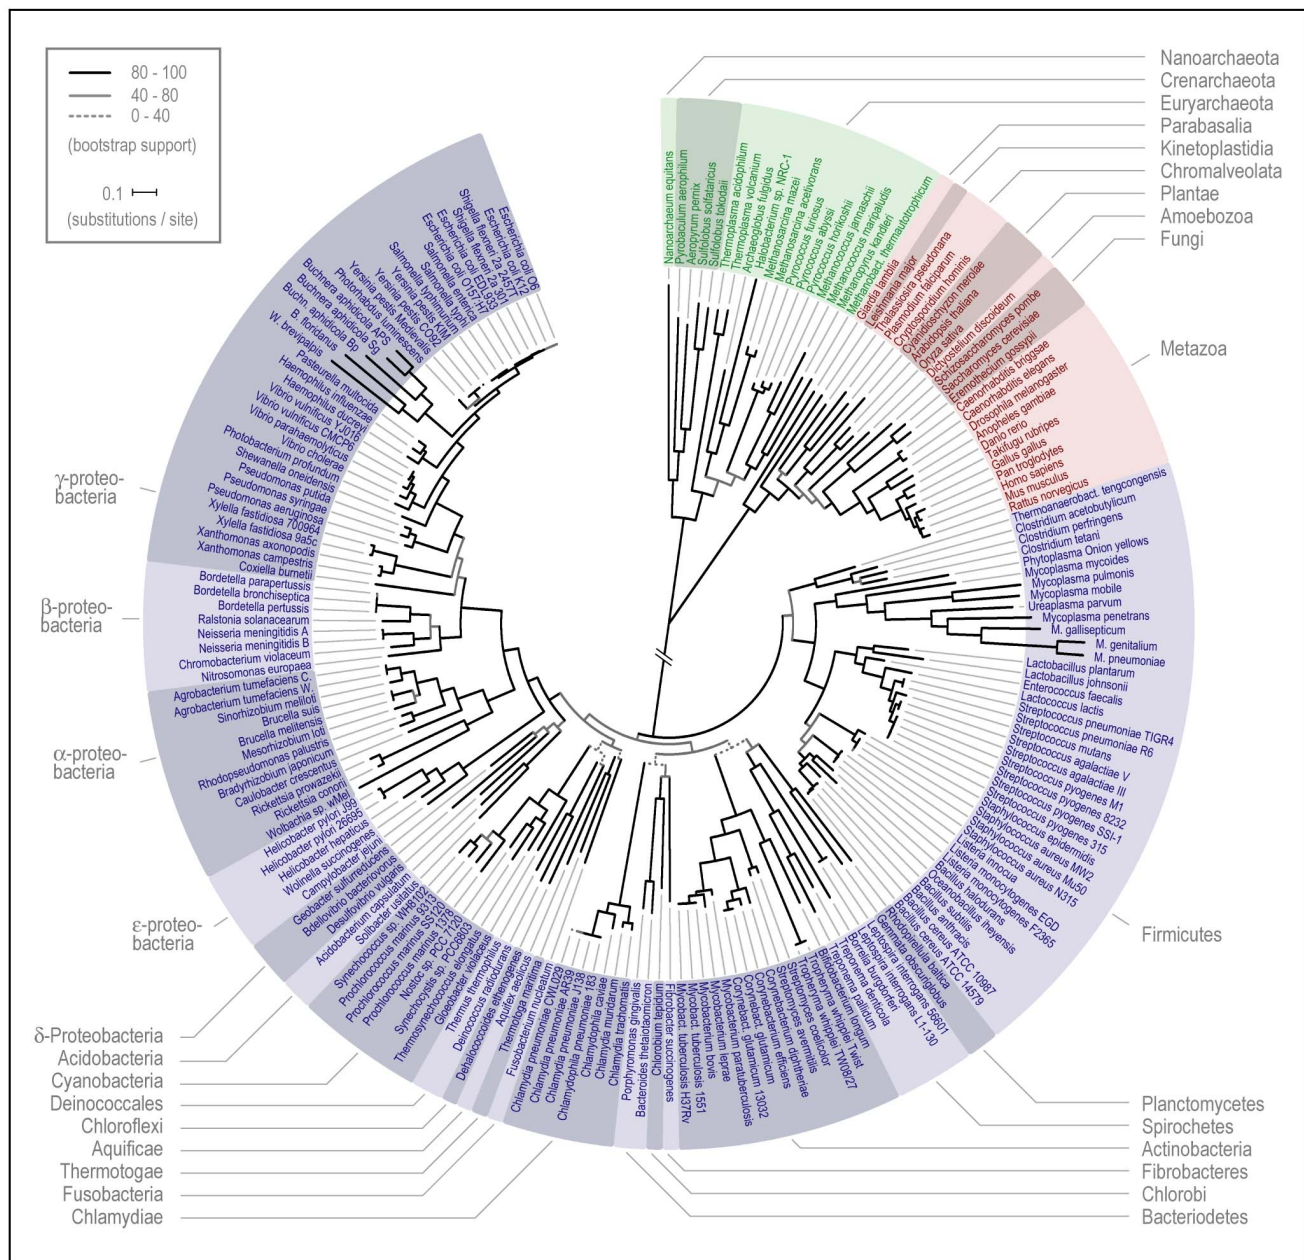 80 - 100
40 - 80
0 - 40
(bootstrap support)
0.1
(substitutions / site)
Nanoarchaeota
Crenarchaeota
Euryarchaeota
Parabasalia
Kinetoplastidia
Chromalveolata
Plantae
Amoebozoa
Fungi
Metazoa
Firmicutes
Planctomycetes
Spirochetes
Actinobacteria
Fibrobacteres
Chlorobi
Bacteriodetes
γ-proteo-
bacteria
β-proteo-
bacteria
α-proteo-
bacteria
ε-proteo-
bacteria
δ-Proteobacteria
Acidobacteria
Cyanobacteria
Deinococcales
Chloroflexi
Aquificae
Thermotogae
Fusobacteria
Chlamydiae
Nanoarchaeum equitans
Pyrobaculum aerophilum
Aeropyrum pernix
Sulfolobus solfataricus
Sulfolobus tokodaii
Thermoplasma acidophilum
Thermoplasma volcanium
Archaeoglobus fulgidus
Halobacterium sp. NRC-1
Methanosarcina mazei
Methanosarcina acetivorans
Pyrococcus furiosus
Pyrococcus abyssi
Pyrococcus horikoshii
Methanococcus jannaschii
Methanococcus maripaludis
Methanopyrus kandleri
Methanobact. thermautotrophicum
Giardia lamblia
Leishmania major
Thalassiosira pseudonana
Plasmodium falciparum
Cryptosporidium hominis
Cyanidioschyzon merolae
Arabidopsis thaliana
Oryza sativa
Dictyostelium discoideum
Schizosaccharomyces pombe
Saccharomyces cerevisiae
Eremothecium gossypii
Caenorhabditis briggsae
Caenorhabditis elegans
Drosophila melanogaster
Anopheles gambiae
Danio rerio
Takifugu rubripes
Gallus gallus
Pan troglodytes
Homo sapiens
Mus musculus
Rattus norvegicus
Thermoanaerobact. tengcongensis
Clostridium acetobutylicum
Clostridium perfringens
Clostridium tetani
Phytoplasma Onion yellows
Mycoplasma mycoides
Mycoplasma pulmonis
Mycoplasma mobile
Ureaplasma parvum
Mycoplasma penetrans
M. gallisepticum
M. genitalium
M. pneumoniae
Lactobacillus plantarum
Lactobacillus johnsonii
Enterococcus faecalis
Lactococcus lactis
Streptococcus pneumoniae TIGR4
Streptococcus pneumoniae R6
Streptococcus mutans
Streptococcus agalactiae V
Streptococcus agalactiae III
Streptococcus pyogenes M1
Streptococcus pyogenes 8232
Streptococcus pyogenes SSI-1
Streptococcus pyogenes 315
Staphylococcus epidermidis
Staphylococcus aureus MW2
Staphylococcus aureus Mu50
Staphylococcus aureus N315
Listeria innocua
Listeria monocytogenes EGD
Listeria monocytogenes F2365
Oceanobacillus iheyensis
Bacillus halodurans
Bacillus subtilis
Bacillus anthracis
Bacillus cereus ATCC 10987
Bacillus cereus ATCC 14579
Rhodopirellula baltica
Gemmata obscuriglobus
Leptospira interrogans 56601
Leptospira interrogans L1-130
Borrelia burgdorferi
Treponema denticola
Treponema pallidum
Bifidobacterium longum
Tropheryma whipplei TW08/27
Tropheryma whipplei Twist
Streptomyces coelicolor
Streptomyces avermitilis
Corynebacterium diphtheriae
Corynebacterium efficiens
Corynebact. glutamicum 13032
Corynebact. glutamicum
Mycobacterium paratuberculosis
Mycobacterium leprae
Mycobacterium bovis
Mycobact. tuberculosis 1551
Mycobact. tuberculosis H37Rv
Fibrobacter succinogenes
Chlorobium tepidum
Bacteroides thetaiotaomicron
Porphyromonas gingivalis
Chlamydia trachomatis
Chlamydia muridarum
Chlamydophila caviae
Chlamydophila pneumoniae 183
Chlamydia pneumoniae J138
Chlamydia pneumoniae AR39
Chlamydia pneumoniae CWL029
Fusobacterium nucleatum
Thermotoga maritima
Aquifex aeolicus
Dehalococcoides ethenogenes
Deinococcus radiodurans
Thermus thermophilus
Gloeobacter violaceus
Thermosynechococcus elongatus
Synechocystis sp. PCC6803
Nostoc sp. PCC 7120
Prochlorococcus marinus 1378
Prochlorococcus marinus SS120
Prochlorococcus marinus 9313
Synechococcus sp. WH8102
Solibacter usitatus
Acidobacterium capsulatum
Desulfovibrio vulgaris
Bdellovibrio bacteriovorus
Geobacter sulfurreducens
Campylobacter jejuni
Wolinella succinogenes
Helicobacter hepaticus
Helicobacter pylori 26695
Helicobacter pylori J99
Wolbachia sp. wMel
Rickettsia conorii
Rickettsia prowazekii
Caulobacter crescentus
Bradyrhizobium japonicum
Rhodopseudomonas palustris
Mesorhizobium loti
Brucella melitensis
Brucella suis
Sinorhizobium meliloti
Agrobacterium tumefaciens W.
Agrobacterium tumefaciens C.
Nitrosomonas europaea
Chromobacterium violaceum
Neisseria meningitidis B
Neisseria meningitidis A
Ralstonia solanacearum
Bordetella pertussis
Bordetella bronchiseptica
Bordetella parapertussis
Coxiella burnetii
Xanthomonas campestris
Xanthomonas axonopodis
Xylella fastidiosa 9a5c
Xylella fastidiosa 700964
Pseudomonas aeruginosa
Pseudomonas syringae
Pseudomonas putida
Shewanella oneidensis
Photobacterium profundum
Vibrio cholerae
Vibrio parahaemolyticus
Vibrio vulnificus CMCP6
Vibrio vulnificus YJ016
Haemophilus ducreyi
Haemophilus influenzae
Pasteurella multocida
W. brevipalpis
B. floridanus
Buchn. aphidicola Bp
Buchnera aphidicola Sg
Buchnera aphidicola APS
Photorhabdus luminescens
Yersinia pestis Medievalis
Yersinia pestis CO92
Yersinia pestis KIM
Salmonella typhimurium
Salmonella typhi
Salmonella enterica
Escherichia coli O157:H7
Escherichia coli EDL933
Shigella flexneri 2a 301
Shigella flexneri 2a 2457T
Escherichia coli K12
Escherichia coli O6